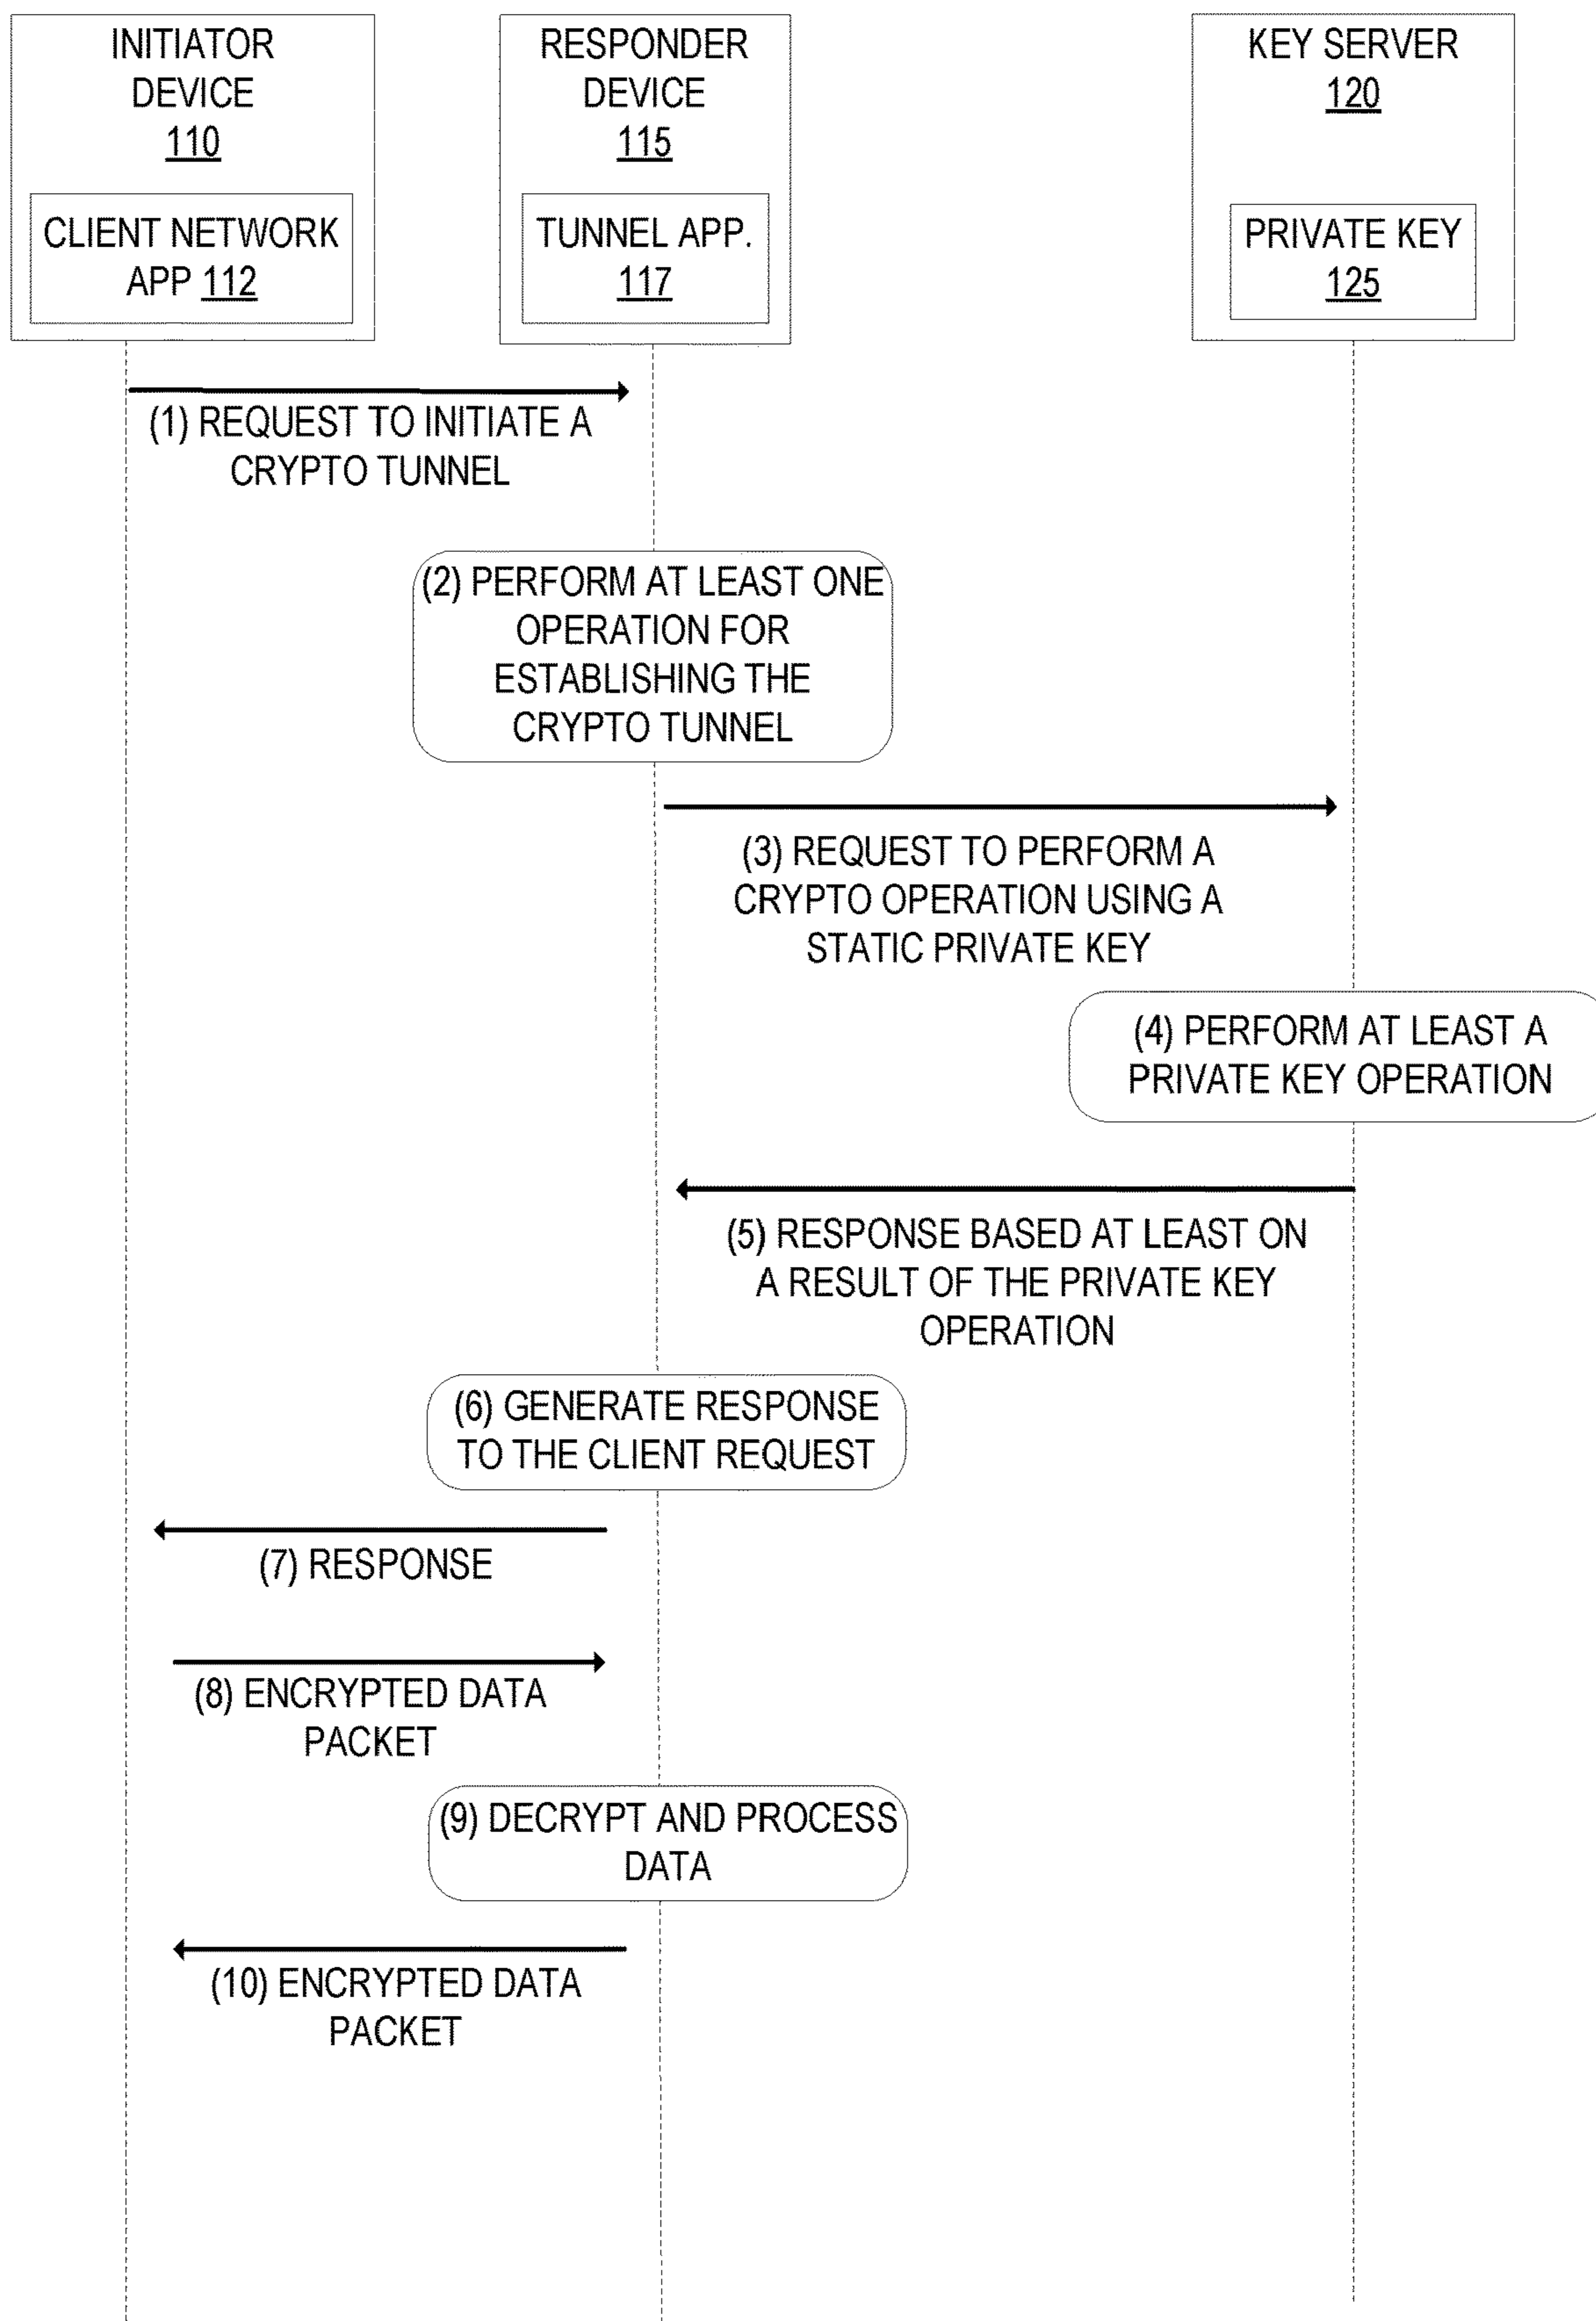 INITIATOR
DEVICE
110
CLIENT NETWORK
APP 112
RESPONDER
DEVICE
115
TUNNEL APP.
117
KEY SERVER
120
PRIVATE KEY
125
(1) REQUEST TO INITIATE A
CRYPTO TUNNEL
(2) PERFORM AT LEAST ONE
OPERATION FOR
ESTABLISHING THE
CRYPTO TUNNEL
(3) REQUEST TO PERFORM A
CRYPTO OPERATION USING A
STATIC PRIVATE KEY
(4) PERFORM AT LEAST A
PRIVATE KEY OPERATION
(5) RESPONSE BASED AT LEAST ON
A RESULT OF THE PRIVATE KEY
OPERATION
(6) GENERATE RESPONSE
TO THE CLIENT REQUEST
(7) RESPONSE
(8) ENCRYPTED DATA
PACKET
(9) DECRYPT AND PROCESS
DATA
(10) ENCRYPTED DATA
PACKET